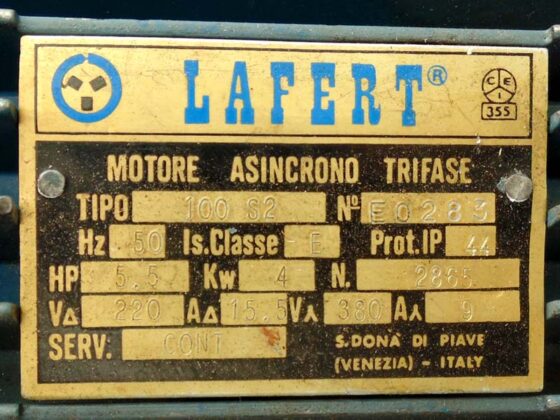 LAFERT®
C E I
355
MOTORE ASINCRONO TRIFASE
TIPO 100 S2 Nº E0283
Hz 50 Is.Classe E Prot.IP 44
HP 5.5 Kw 4 N. 2865
V∆ 220 A∆ 15.5 V⅄ 380 A⅄ 9
SERV. CONT
S.DONÀ DI PIAVE
(VENEZIA) - ITALY